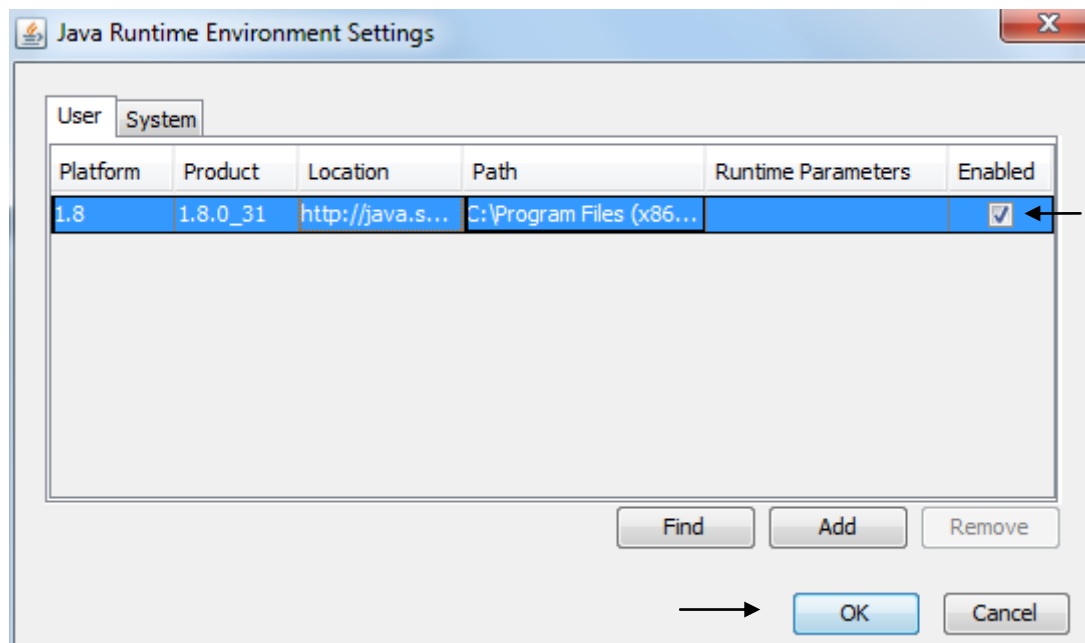 Java Runtime Environment Settings
User System
Platform Product Location Path Runtime Parameters Enabled
1.8 1.8.0_31 http://java.s... C:\Program Files (x86...
Find Add Remove
OK Cancel